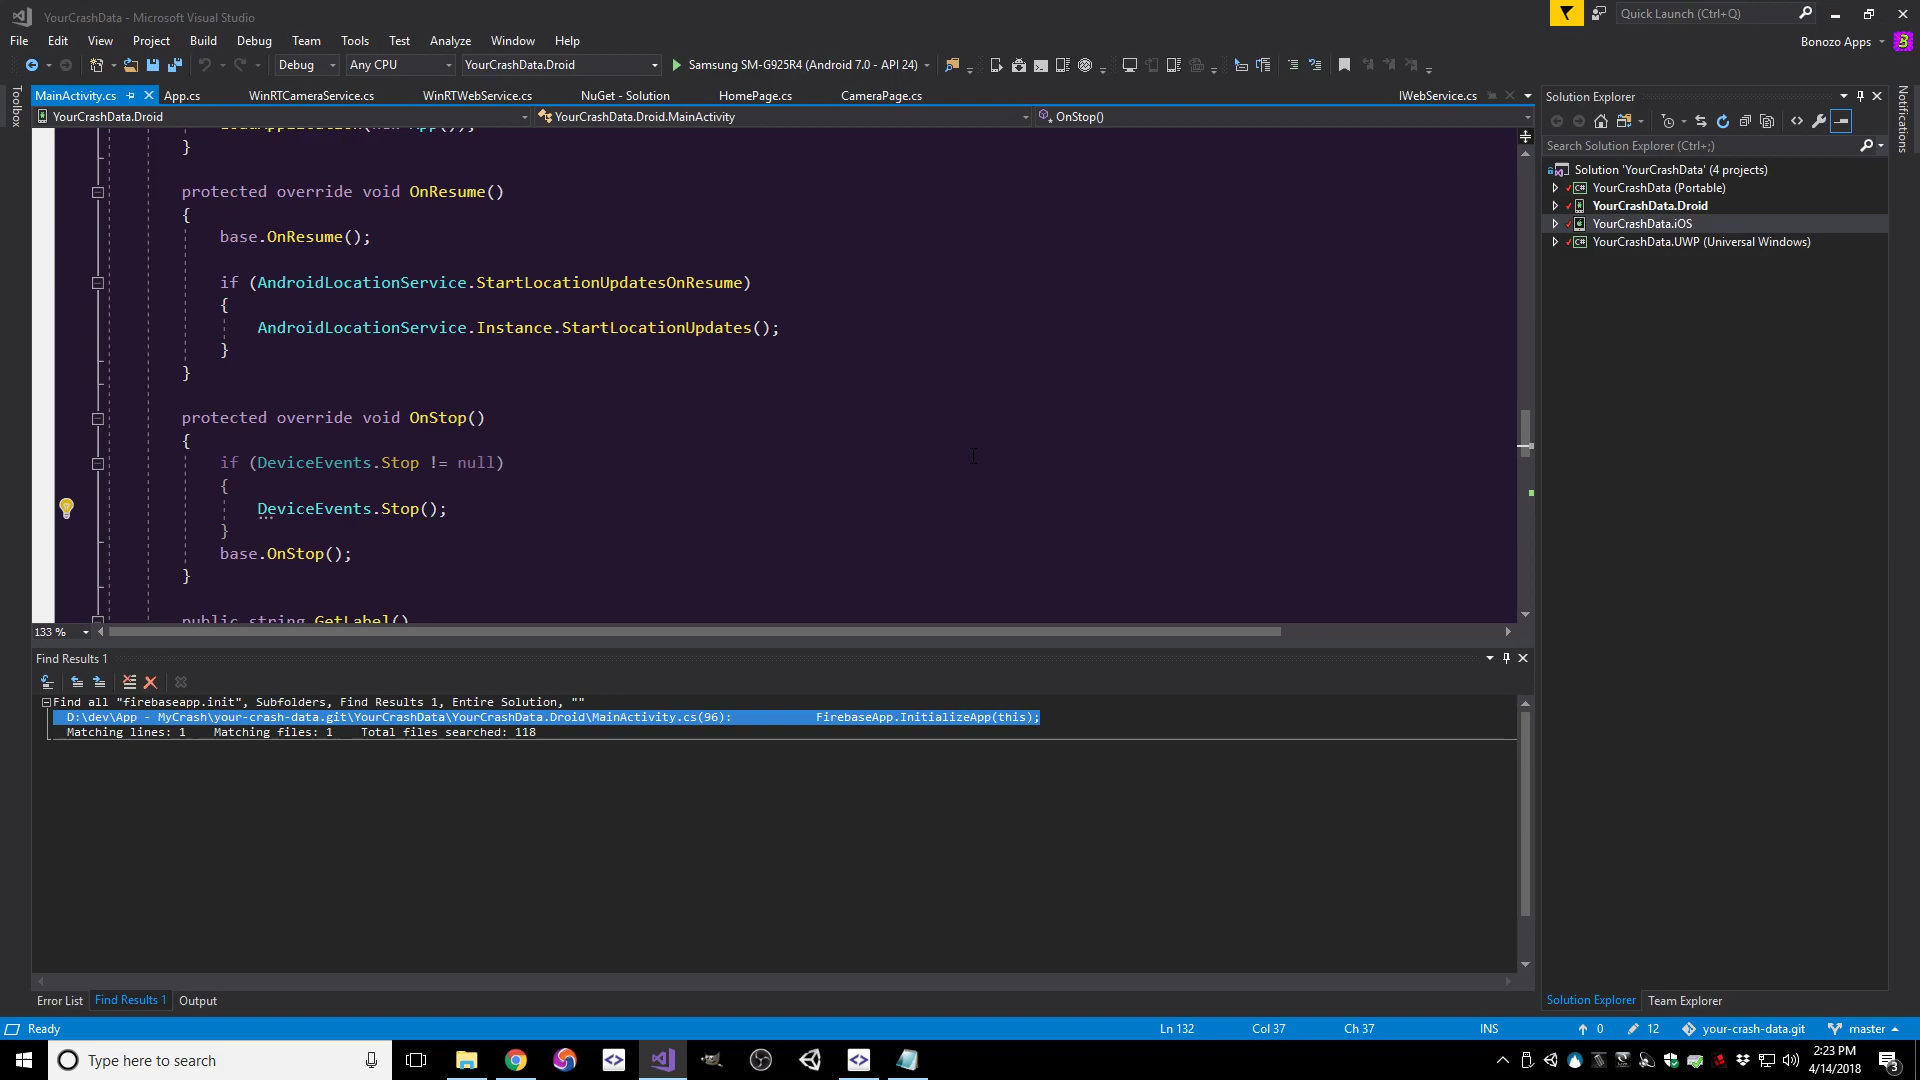 YourCrashData - Microsoft Visual Studio
Quick Launch (Ctrl+Q)
File Edit View Project Build Debug Team Tools Test Analyze Window Help
Bonozo Apps
Debug Any CPU YourCrashData.Droid Samsung SM-G925R4 (Android 7.0 - API 24)
MainActivity.cs App.cs WinRTCameraService.cs WinRTWebService.cs NuGet - Solution HomePage.cs CameraPage.cs IWebService.cs
Toolbox
YourCrashData.Droid YourCrashData.Droid.MainActivity OnStop()
}
protected override void OnResume()
{
base.OnResume();
if (AndroidLocationService.StartLocationUpdatesOnResume)
{
AndroidLocationService.Instance.StartLocationUpdates();
}
}
protected override void OnStop()
{
if (DeviceEvents.Stop != null)
{
DeviceEvents.Stop();
}
base.OnStop();
}
public string GetLabel()
133 %
Solution Explorer
Notifications
Search Solution Explorer (Ctrl+;)
Solution 'YourCrashData' (4 projects)
YourCrashData (Portable)
YourCrashData.Droid
YourCrashData.iOS
YourCrashData.UWP (Universal Windows)
Find Results 1
Find all "firebaseapp.init", Subfolders, Find Results 1, Entire Solution, ""
D:\dev\App - MyCrash\your-crash-data.git\YourCrashData\YourCrashData.Droid\MainActivity.cs(96): FirebaseApp.InitializeApp(this);
Matching lines: 1 Matching files: 1 Total files searched: 118
Error List Find Results 1 Output
Solution Explorer Team Explorer
Ready Ln 132 Col 37 Ch 37 INS 0 12 your-crash-data.git master
Type here to search
2:23 PM
4/14/2018
3